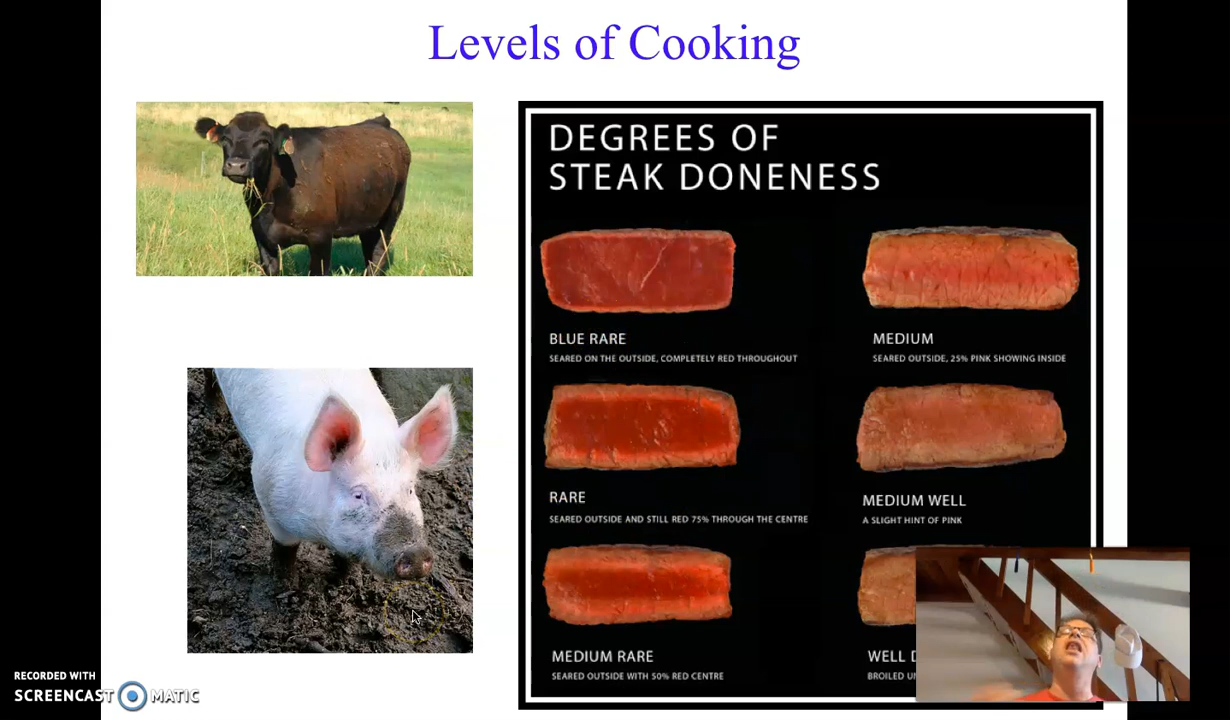 Levels of Cooking
DEGREES OF
STEAK DONENESS
BLUE RARE
SEARED ON THE OUTSIDE, COMPLETELY RED THROUGHOUT
MEDIUM
SEARED OUTSIDE, 25% PINK SHOWING INSIDE
RARE
SEARED OUTSIDE AND STILL RED 75% THROUGH THE CENTRE
MEDIUM WELL
A SLIGHT HINT OF PINK
MEDIUM RARE
SEARED OUTSIDE WITH 50% RED CENTRE
WELL
BROILED
RECORDED WITH
SCREENCAST MATIC